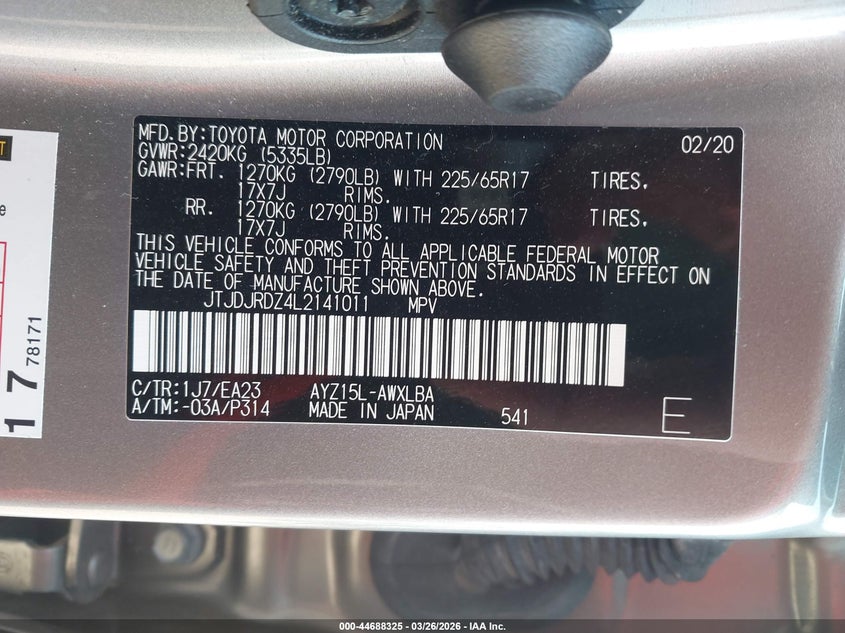 MFD.BY:TOYOTA MOTOR CORPORATION 02/20
GVWR:2420KG (5335LB)
GAWR:FRT. 1270KG (2790LB) WITH 225/65R17 TIRES.
17X7J RIMS.
RR. 1270KG (2790LB) WITH 225/65R17 TIRES.
17X7J RIMS.
THIS VEHICLE CONFORMS TO ALL APPLICABLE FEDERAL MOTOR
VEHICLE SAFETY AND THEFT PREVENTION STANDARDS IN EFFECT ON
THE DATE OF MANUFACTURE SHOWN ABOVE.
JTJDJRDZ4L2141011 MPV
C/TR:1J7/EA23 AYZ15L-AWXLBA
A/TM:-03A/P314 MADE IN JAPAN 541 E
17 78171
000-44688325 | 03/26/2026 - IAA Inc.